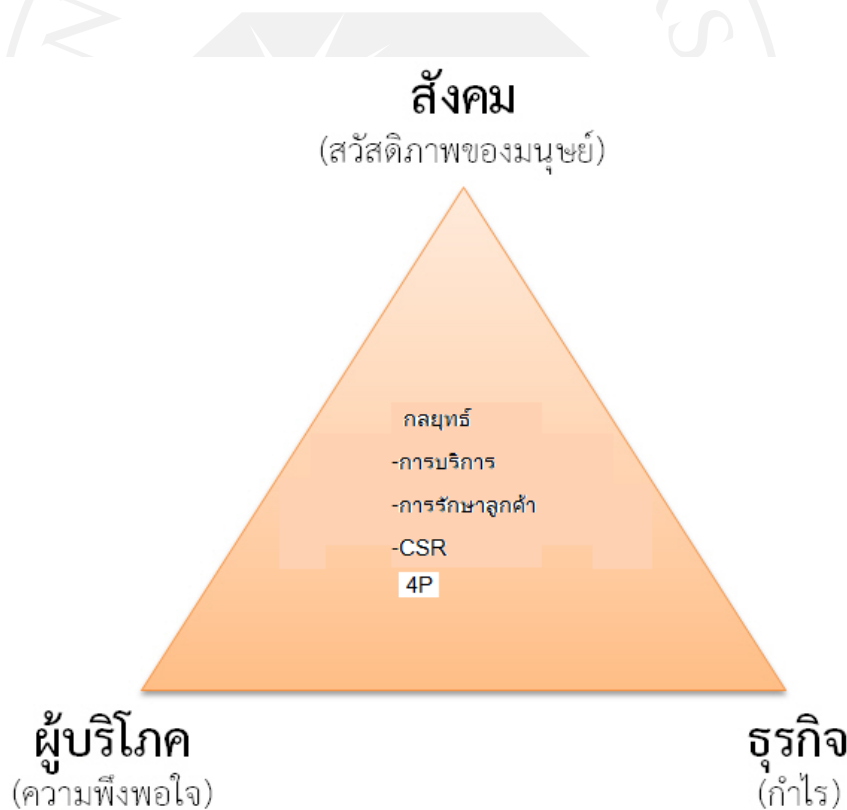 สังคม
(สวัสดิภาพของมนุษย์)
กลยุทธ์
-การบริการ
-การรักษาลูกค้า
-CSR
4P
ผู้บริโภค
(ความพึงพอใจ)
ธุรกิจ
(กำไร)